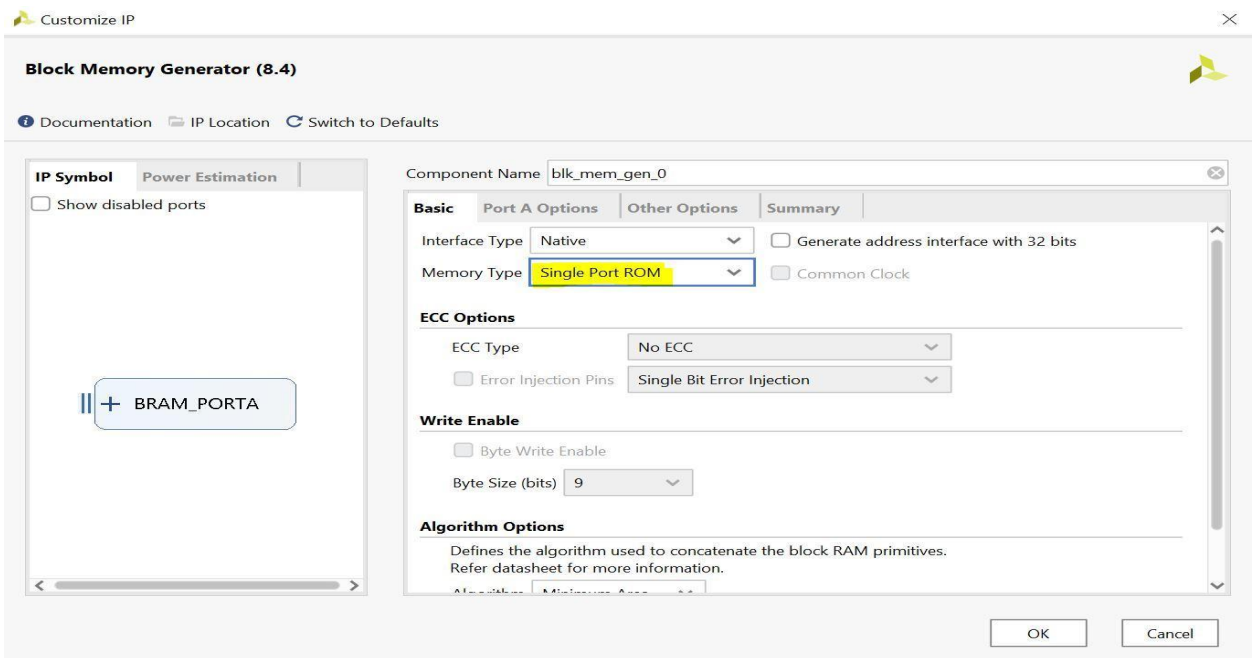 Customize IP
Block Memory Generator (8.4)
Documentation IP Location Switch to Defaults
IP Symbol Power Estimation
Show disabled ports
BRAM_PORTA
Component Name blk_mem_gen_0
Basic Port A Options Other Options Summary
Interface Type Native Generate address interface with 32 bits
Memory Type Single Port ROM Common Clock
ECC Options
ECC Type No ECC
Error Injection Pins Single Bit Error Injection
Write Enable
Byte Write Enable
Byte Size (bits) 9
Algorithm Options
Defines the algorithm used to concatenate the block RAM primitives.
Refer datasheet for more information.
Algorithm Minimum Area
OK Cancel